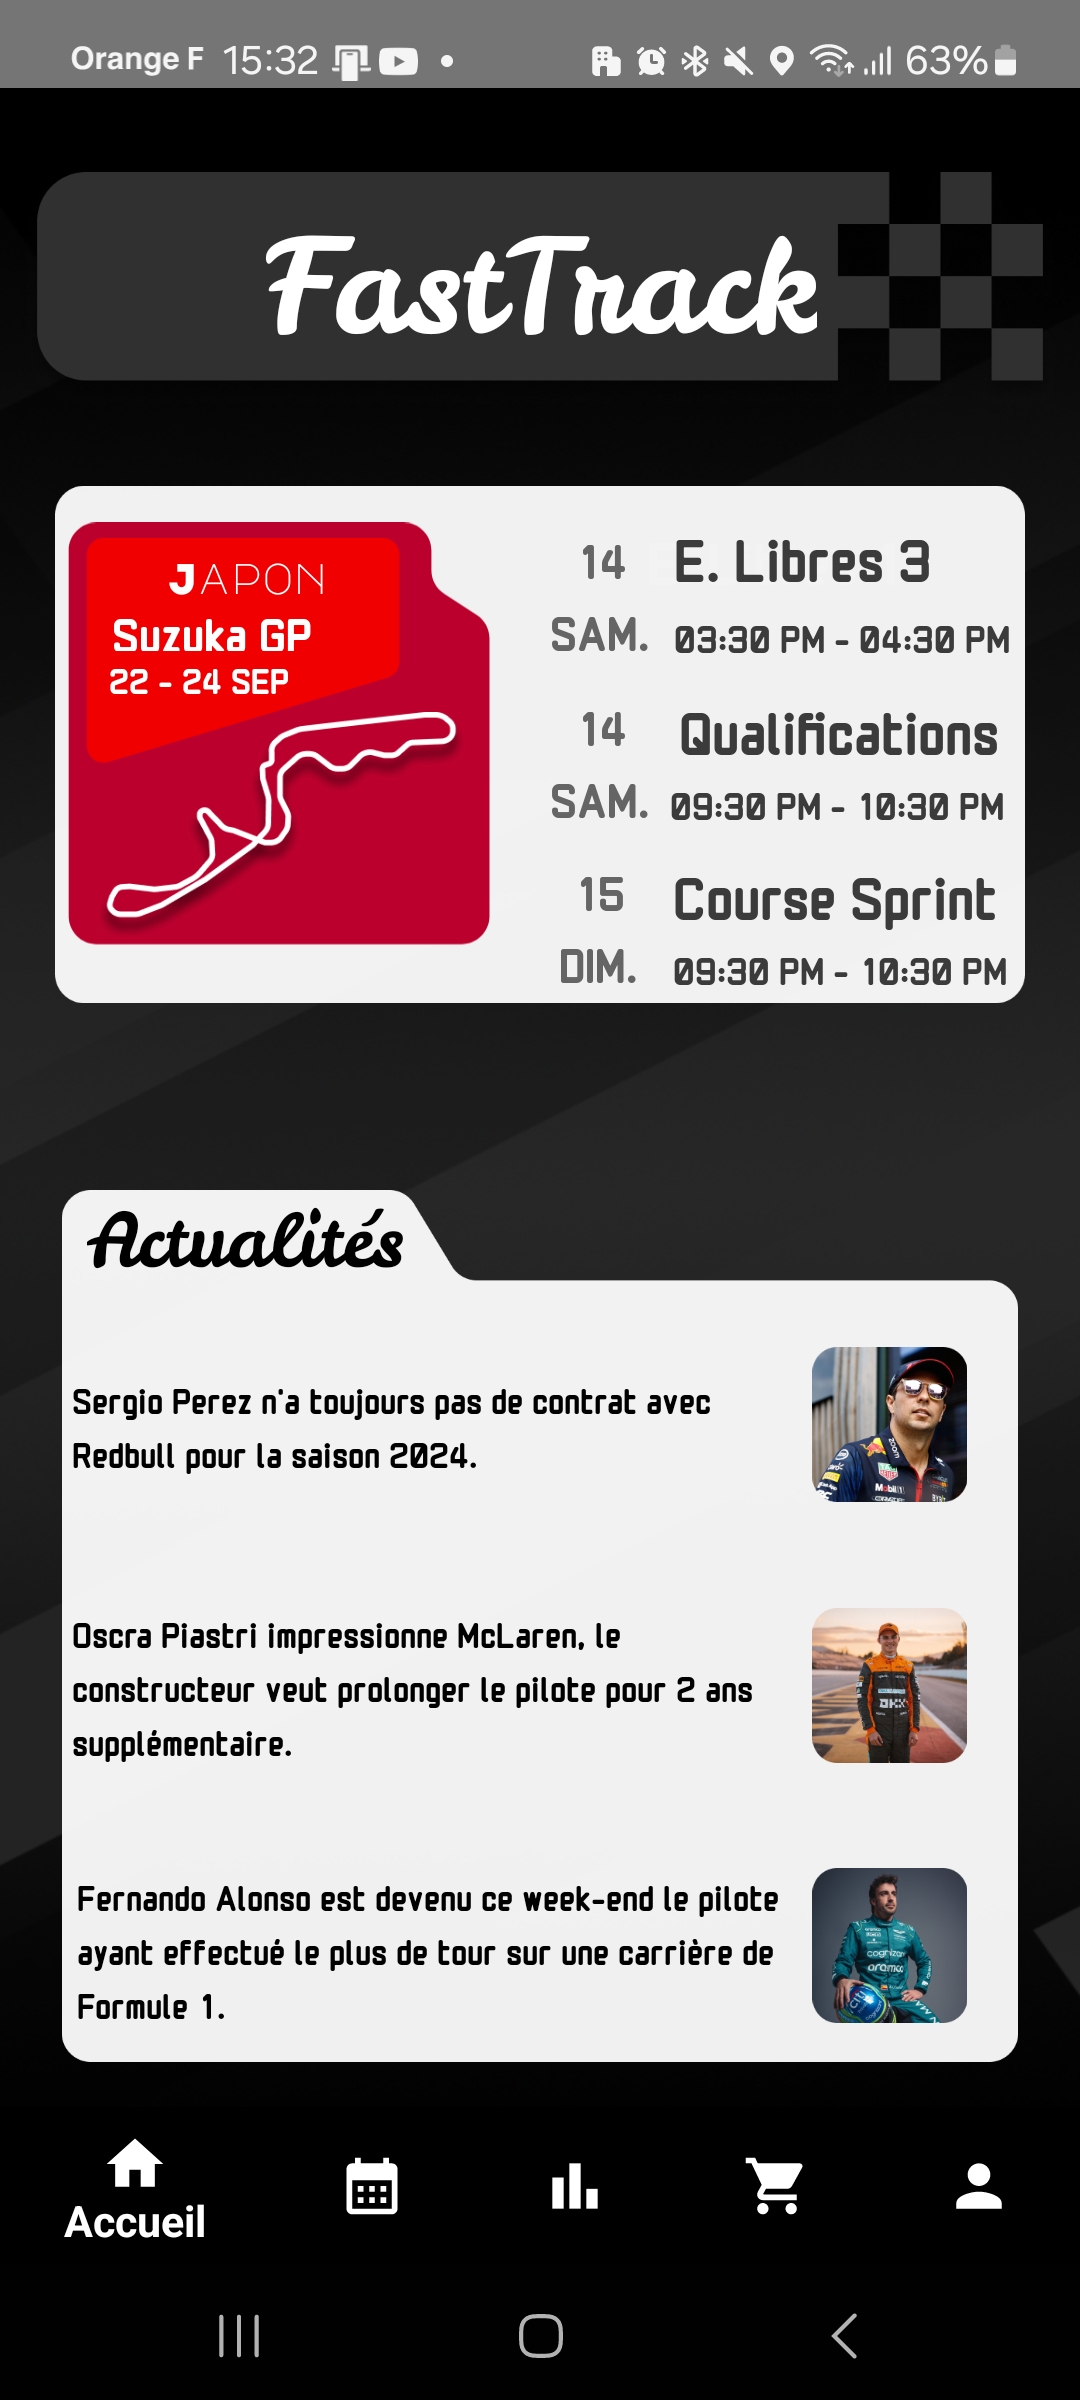 Orange F 15:32 63%
FastTrack
JAPON
Suzuka GP
22 - 24 SEP
14 E. Libres 3
SAM. 03:30 PM - 04:30 PM
14 Qualifications
SAM. 09:30 PM - 10:30 PM
15 Course Sprint
DIM. 09:30 PM - 10:30 PM
Actualités
Sergio Perez n'a toujours pas de contrat avec
Redbull pour la saison 2024.
Oscra Piastri impressionne McLaren, le
constructeur veut prolonger le pilote pour 2 ans
supplémentaire.
Fernando Alonso est devenu ce week-end le pilote
ayant effectué le plus de tour sur une carrière de
Formule 1.
Accueil